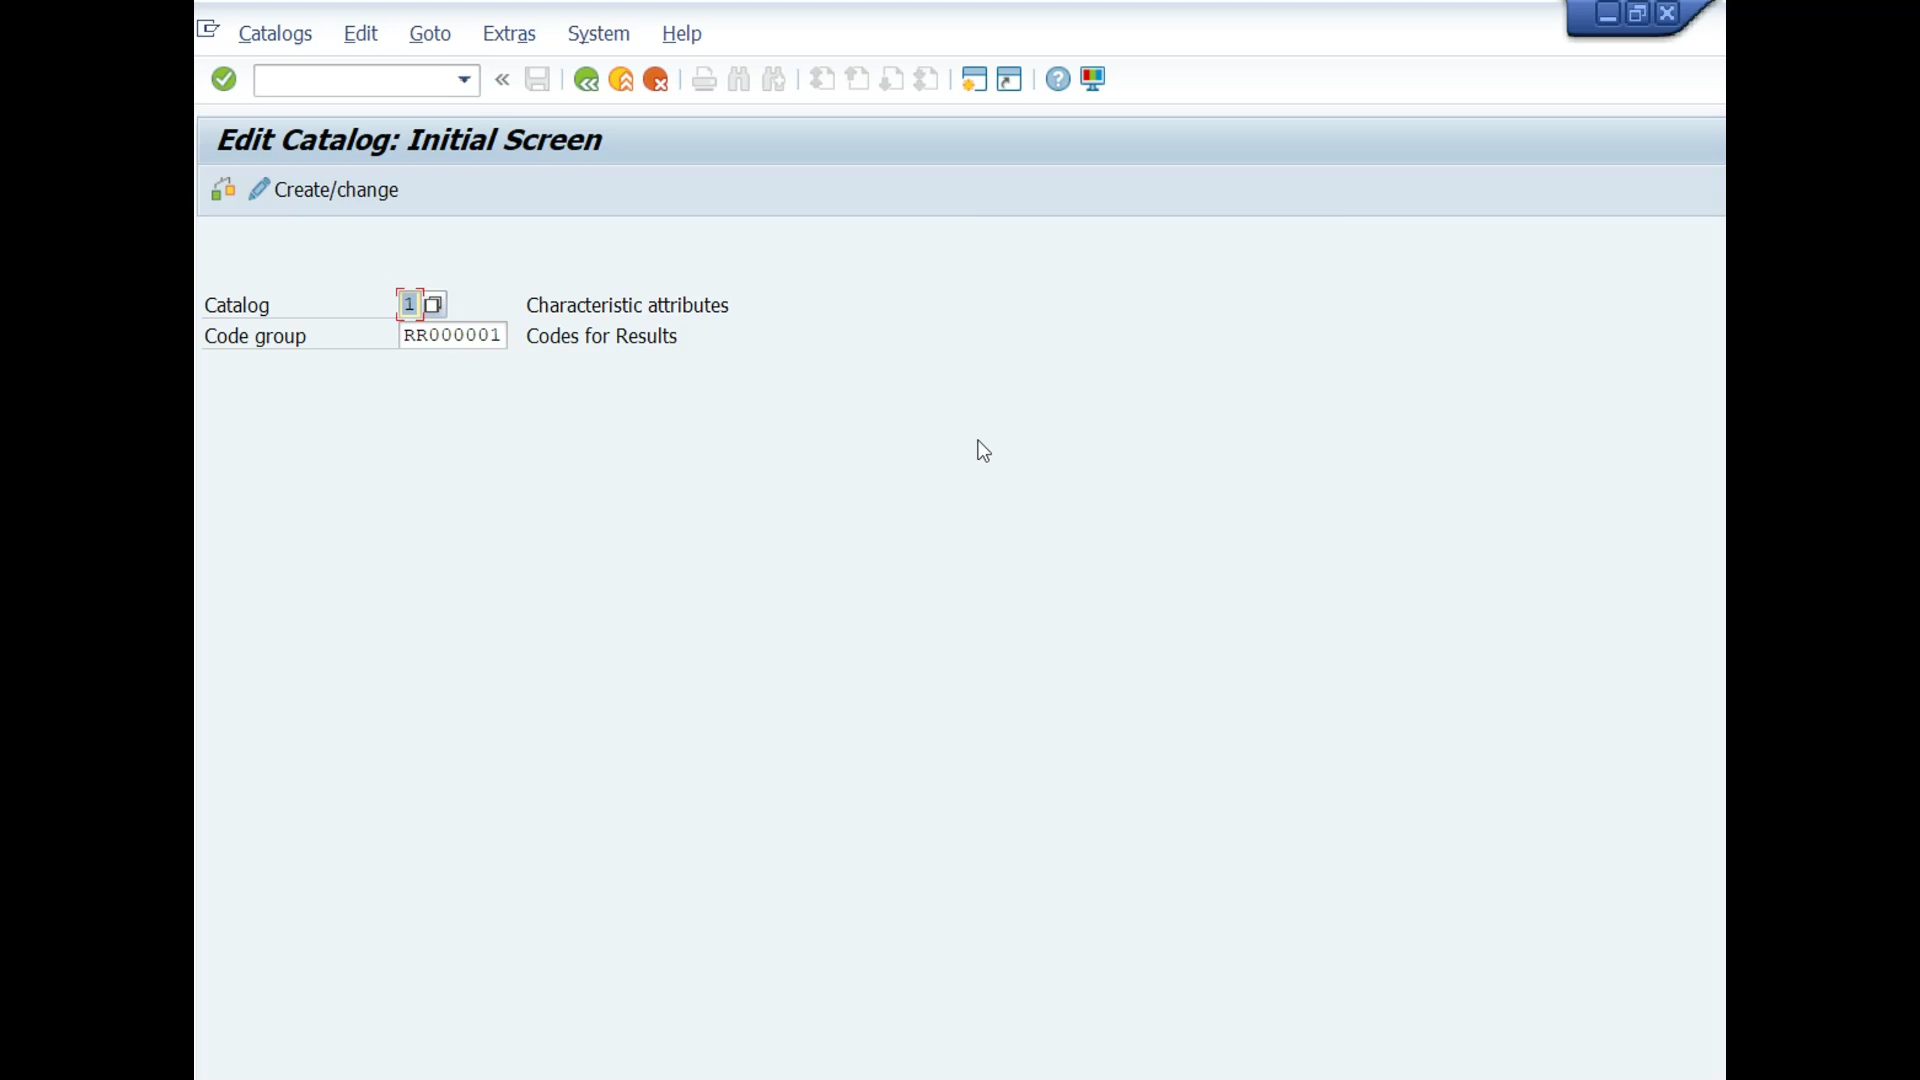 Catalogs Edit Goto Extras System Help
Edit Catalog: Initial Screen
Create/change
Catalog 1 Characteristic attributes
Code group RR000001 Codes for Results